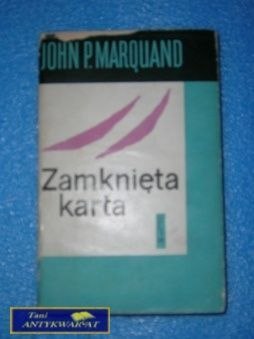 JOHN P. MARQUAND
Zamknięta
karta
Tani
ANTYKWARIAT